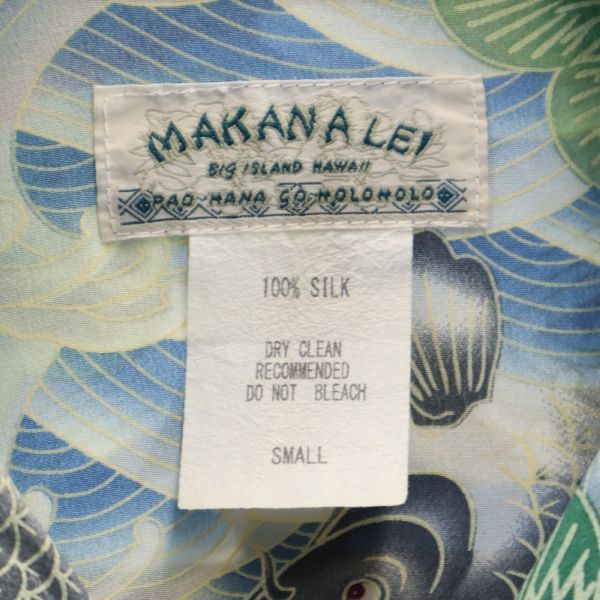 MAKANA LEI
BIG ISLAND HAWAII
PAO-HANA GO HOLOHOLO
100% SILK
DRY CLEAN
RECOMMENDED
DO NOT BLEACH
SMALL